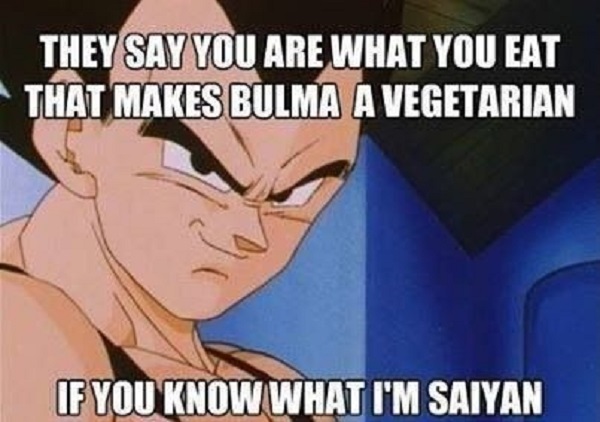 THEY SAY YOU ARE WHAT YOU EAT
THAT MAKES BULMA A VEGETARIAN
IF YOU KNOW WHAT I'M SAIYAN